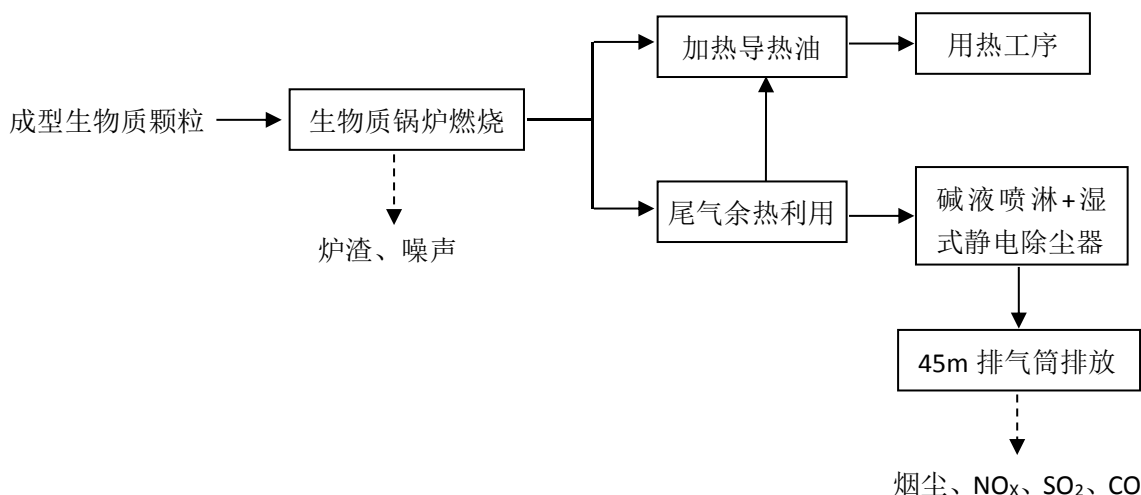 加热导热油
用热工序
成型生物质颗粒
生物质锅炉燃烧
尾气余热利用
碱液喷淋+湿
式静电除尘器
炉渣、噪声
45m 排气筒排放
烟尘、NOX、SO2、CO